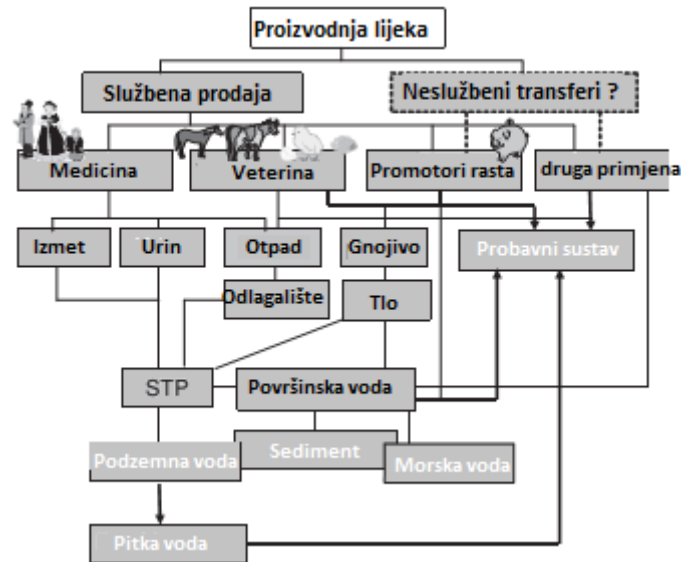 Proizvodnja lijeka
Službena prodaja
Neslužbeni transferi ?
Medicina
Veterina
Promotori rasta
druga primjena
Izmet
Urin
Otpad
Gnojivo
Probavni sustav
Odlagalište
Tlo
STP
Površinska voda
Podzemna voda
Sediment
Morska voda
Pitka voda